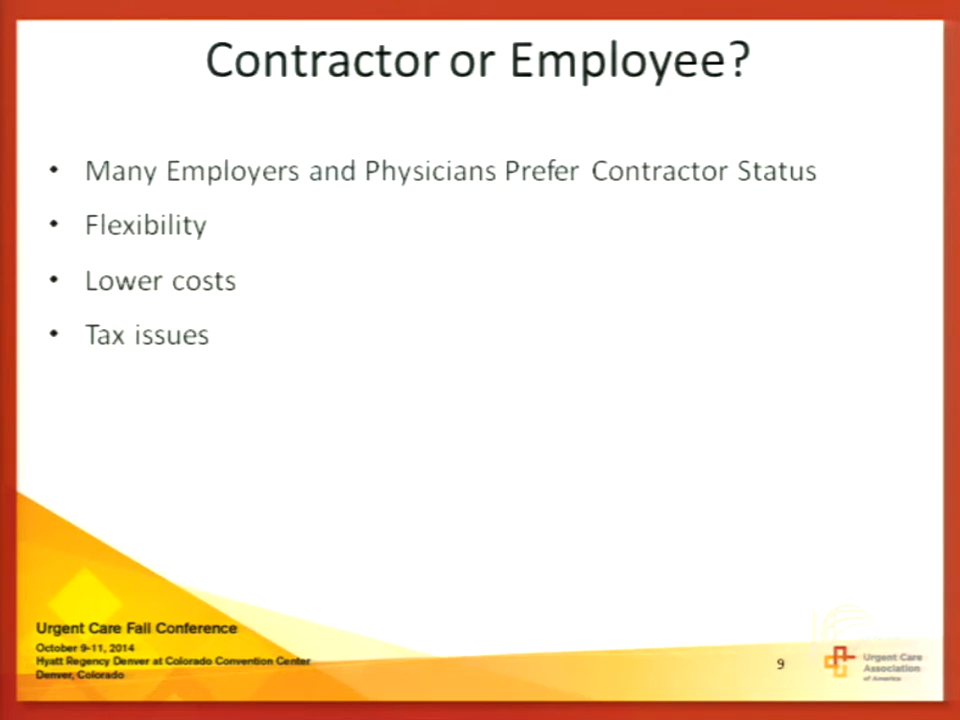 Contractor or Employee?
• Many Employers and Physicians Prefer Contractor Status
• Flexibility
• Lower costs
• Tax issues
Urgent Care Fall Conference
October 9-11, 2014
Hyatt Regency Denver at Colorado Convention Center
Denver, Colorado
9
Urgent Care
Association
of America